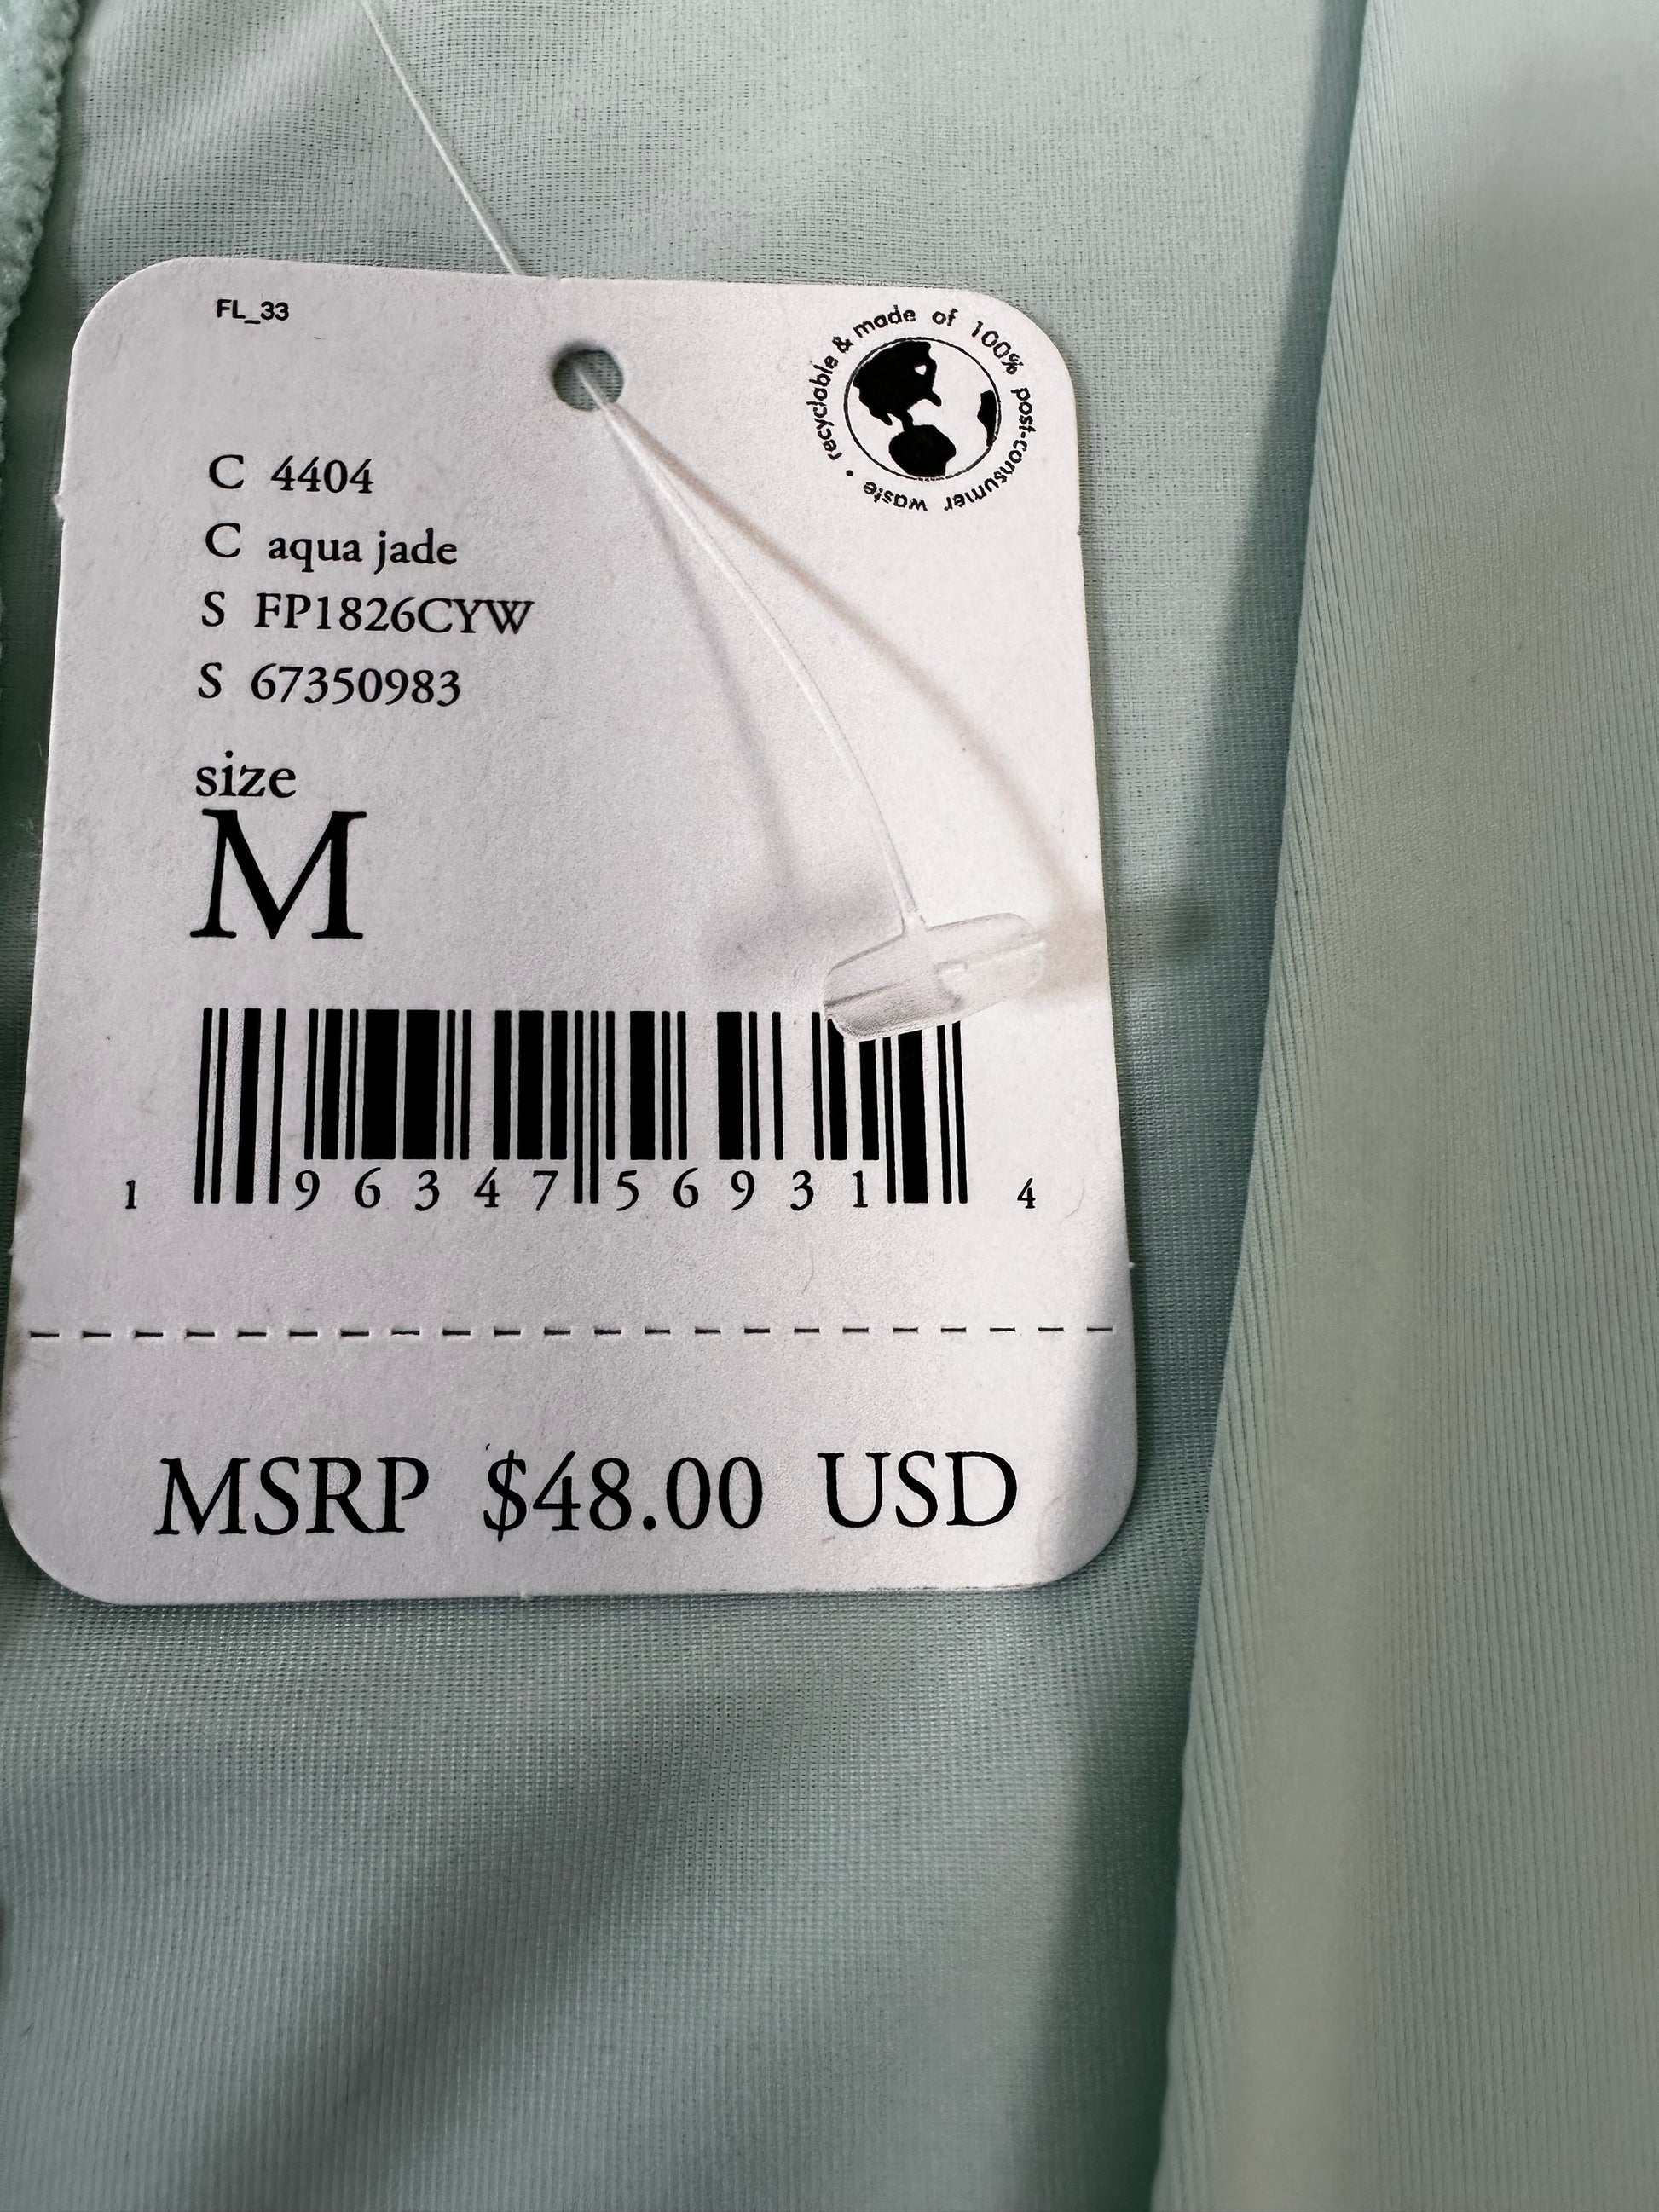 FL_33
recyclable & made of 100% post-consumer waste •
C 4404
C aqua jade
S FP1826CYW
S 67350983
size
M
1 96347 56931 4
MSRP $48.00 USD